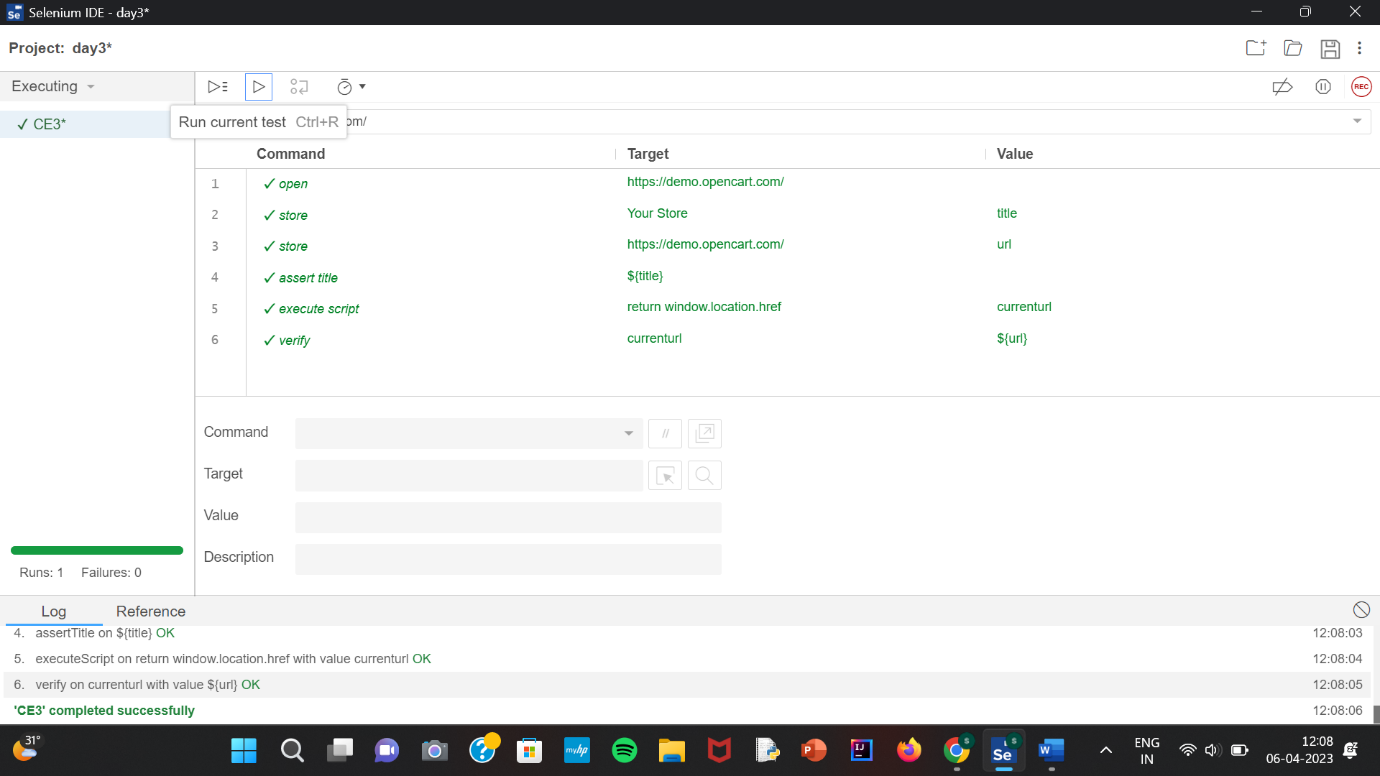 Selenium IDE - day3*
Project: day3*
Executing
✓ CE3*
Run current test Ctrl+R
om/
Command Target Value
1 ✓ open https://demo.opencart.com/
2 ✓ store Your Store title
3 ✓ store https://demo.opencart.com/ url
4 ✓ assert title ${title}
5 ✓ execute script return window.location.href currenturl
6 ✓ verify currenturl ${url}
Command
//
Target
Value
Description
Runs: 1 Failures: 0
Log Reference
4. assertTitle on ${title} OK 12:08:03
5. executeScript on return window.location.href with value currenturl OK 12:08:04
6. verify on currenturl with value ${url} OK 12:08:05
'CE3' completed successfully 12:08:06
REC
31°
ENG
IN
12:08
06-04-2023